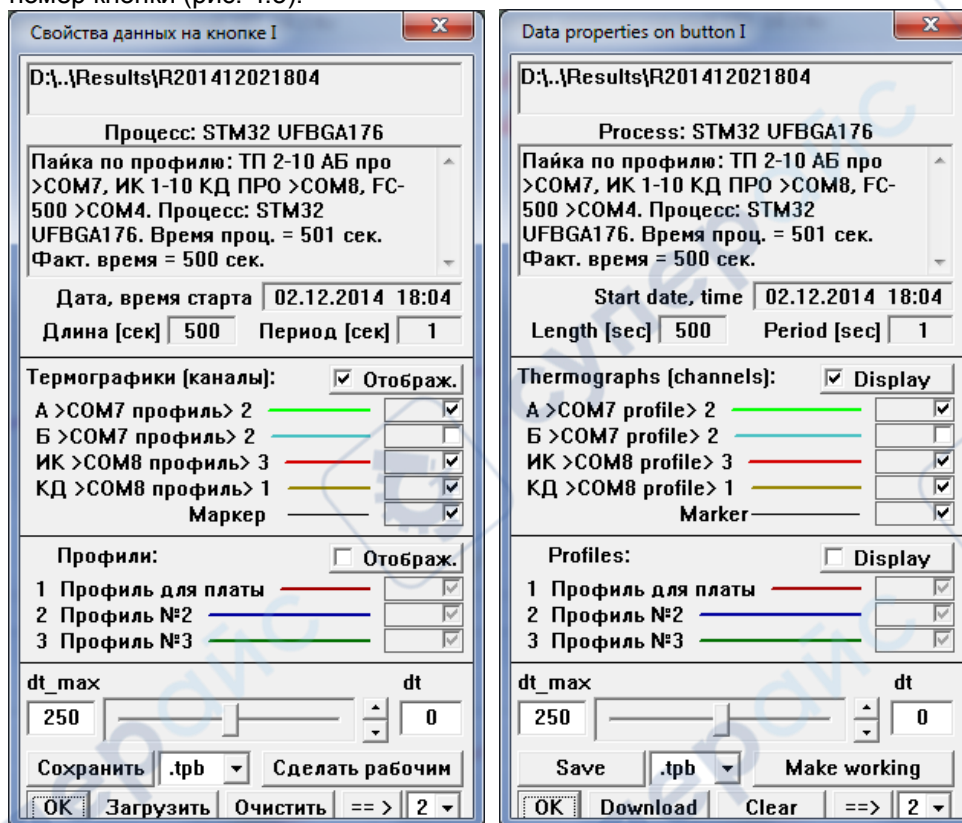 номер кнопки (рис. 4.8).
Свойства данных на кнопке I
D:\..\Results\R201412021804
Процесс: STM32 UFBGA176
Пайка по профилю: ТП 2-10 АБ про
>COM7, ИК 1-10 КД ПРО >COM8, FC-
500 >COM4. Процесс: STM32
UFBGA176. Время проц. = 501 сек.
Факт. время = 500 сек.
Дата, время старта 02.12.2014 18:04
Длина [сек] 500 Период [сек] 1
Термографики (каналы): Отображ.
А >COM7 профиль> 2
Б >COM7 профиль> 2
ИК >COM8 профиль> 3
КД >COM8 профиль> 1
Маркер
Профили: Отображ.
1 Профиль для платы
2 Профиль №2
3 Профиль №3
dt_max dt
250 0
Сохранить .tpb Сделать рабочим
OK Загрузить Очистить == > 2
Data properties on button I
D:\..\Results\R201412021804
Process: STM32 UFBGA176
Пайка по профилю: ТП 2-10 АБ про
>COM7, ИК 1-10 КД ПРО >COM8, FC-
500 >COM4. Процесс: STM32
UFBGA176. Время проц. = 501 сек.
Факт. время = 500 сек.
Start date, time 02.12.2014 18:04
Length [sec] 500 Period [sec] 1
Thermographs (channels): Display
А >COM7 profile> 2
Б >COM7 profile> 2
ИК >COM8 profile> 3
КД >COM8 profile> 1
Marker
Profiles: Display
1 Профиль для платы
2 Профиль №2
3 Профиль №3
dt_max dt
250 0
Save .tpb Make working
OK Download Clear ==> 2
суперайс